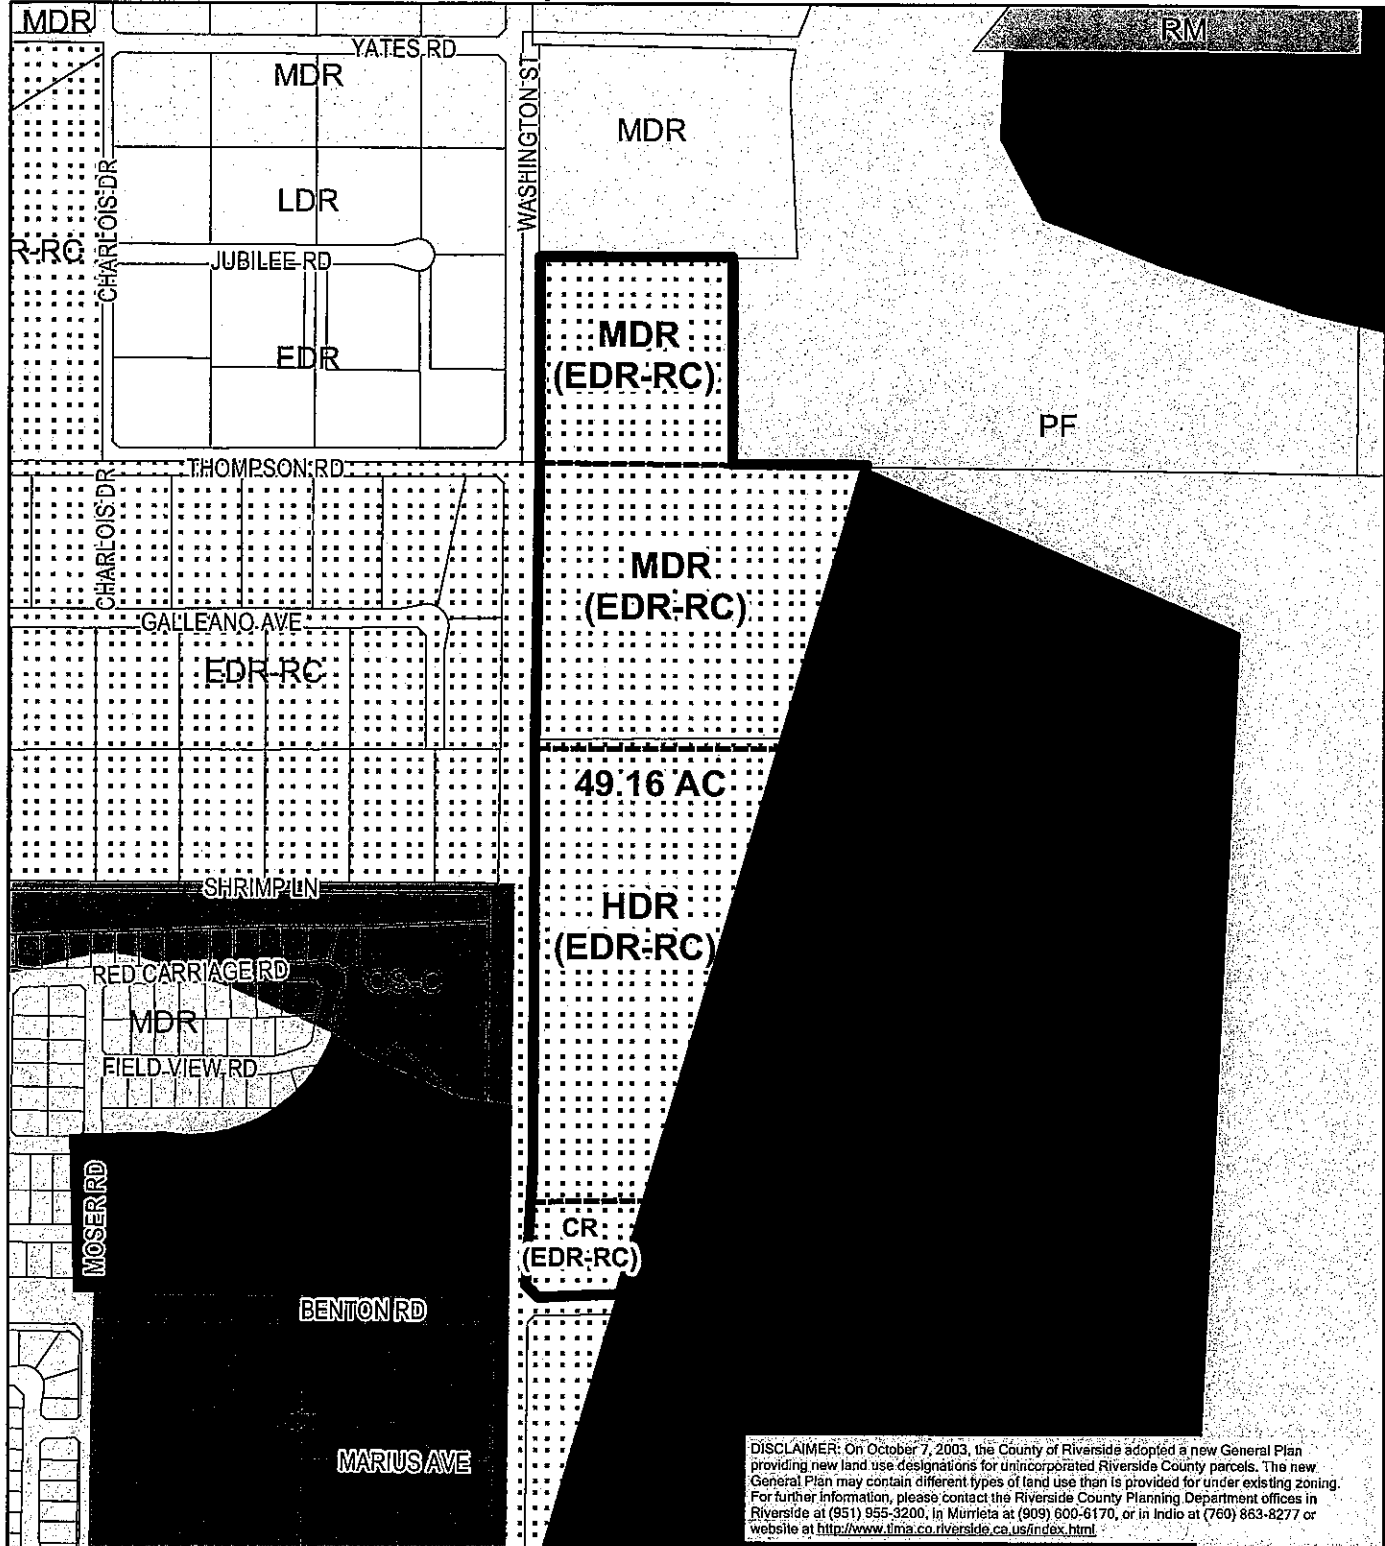 MDR
YATES RD
RM
MDR
WASHINGTON ST
MDR
CHARLOIS DR
LDR
R-RC
JUBILEE RD
MDR
(EDR-RC)
EDR
PF
THOMPSON RD
CHARLOIS DR
MDR
(EDR-RC)
GALLEANO AVE
EDR-RC
49.16 AC
SHRIMP LN
HDR
(EDR-RC)
RED CARRIAGE RD
OS-C
MDR
FIELD VIEW RD
MOSER RD
CR
(EDR-RC)
BENTON RD
MARIUS AVE
DISCLAIMER: On October 7, 2003, the County of Riverside adopted a new General Plan
providing new land use designations for unincorporated Riverside County parcels. The new
General Plan may contain different types of land use than is provided for under existing zoning.
For further information, please contact the Riverside County Planning Department offices in
Riverside at (951) 955-3200, in Murrieta at (909) 600-6170, or in Indio at (760) 863-8277 or
website at http://www.tlma.co.riverside.ca.us/index.html